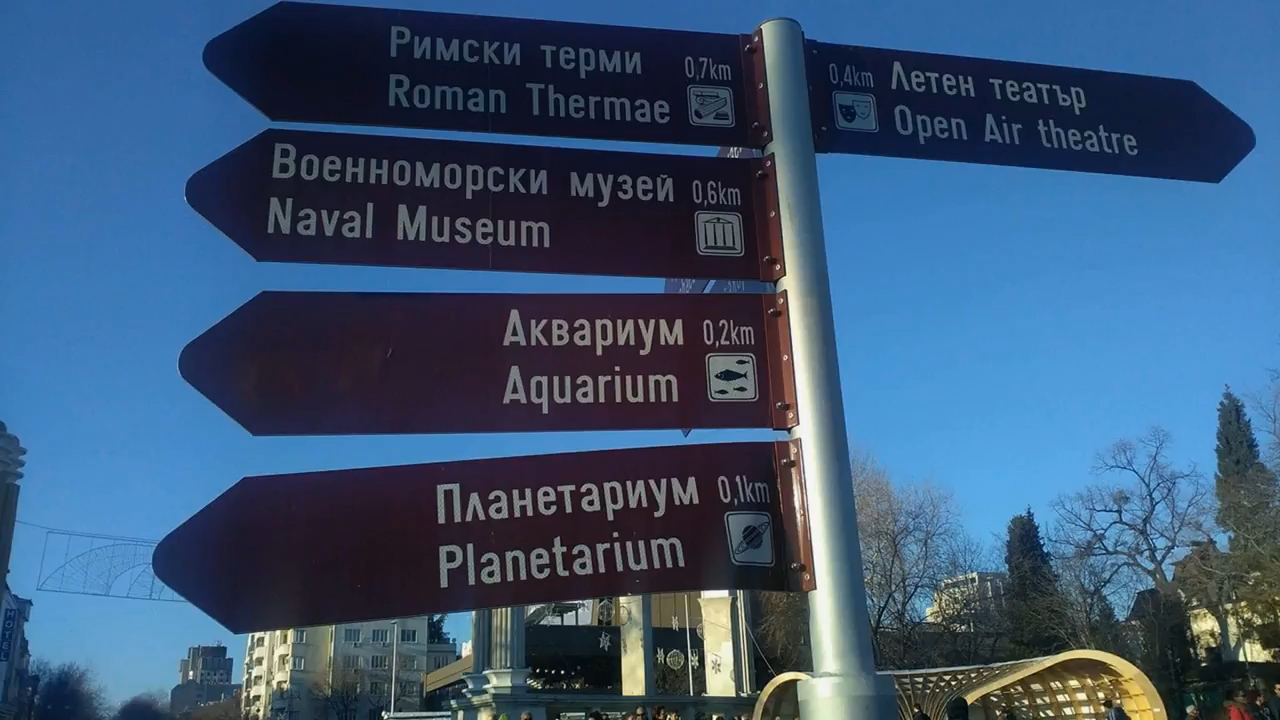 Римски терми
Roman Thermae
0,7km
0,4km
Летен театър
Open Air theatre
Военноморски музей
Naval Museum
0,6km
Аквариум
Aquarium
0,2km
Планетариум
Planetarium
0,1km
HOTEL